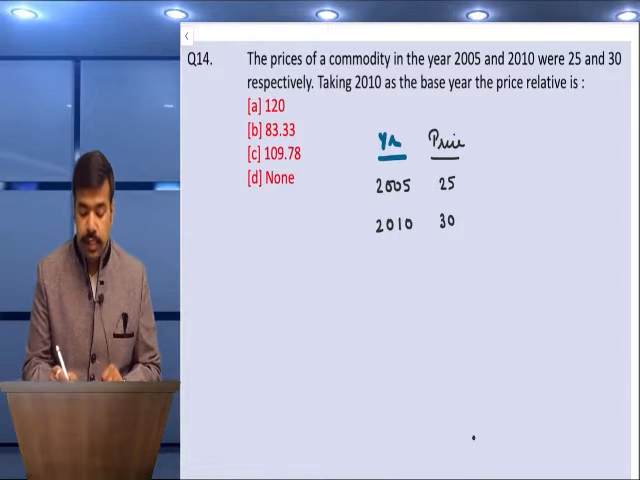 Q14. The prices of a commodity in the year 2005 and 2010 were 25 and 30
respectively. Taking 2010 as the base year the price relative is :
[a] 120
[b] 83.33
[c] 109.78
[d] None
Yr Price
2005 25
2010 30